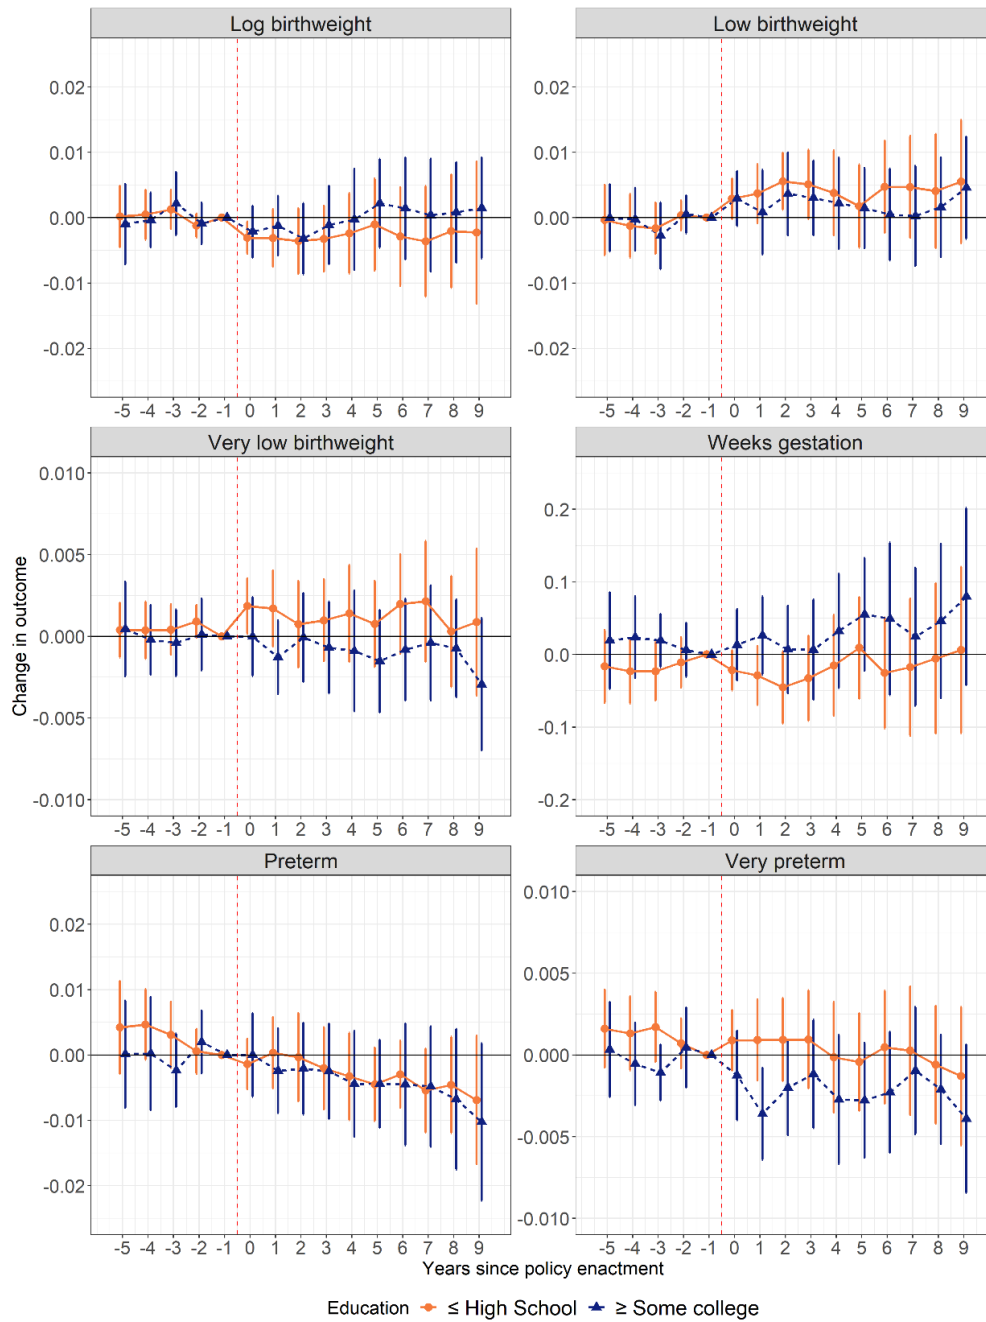 Log birthweight
Low birthweight
0.02
0.01
0.00
-0.01
-0.02
0.02
0.01
0.00
-0.01
-0.02
-5 -4 -3 -2 -1 0 1 2 3 4 5 6 7 8 9
-5 -4 -3 -2 -1 0 1 2 3 4 5 6 7 8 9
Very low birthweight
Weeks gestation
0.010
0.005
0.000
-0.005
-0.010
0.2
0.1
0.0
-0.1
-0.2
Change in outcome
-5 -4 -3 -2 -1 0 1 2 3 4 5 6 7 8 9
-5 -4 -3 -2 -1 0 1 2 3 4 5 6 7 8 9
Preterm
Very preterm
0.02
0.01
0.00
-0.01
-0.02
0.010
0.005
0.000
-0.005
-0.010
-5 -4 -3 -2 -1 0 1 2 3 4 5 6 7 8 9
-5 -4 -3 -2 -1 0 1 2 3 4 5 6 7 8 9
Years since policy enactment
Education ≤ High School ≥ Some college